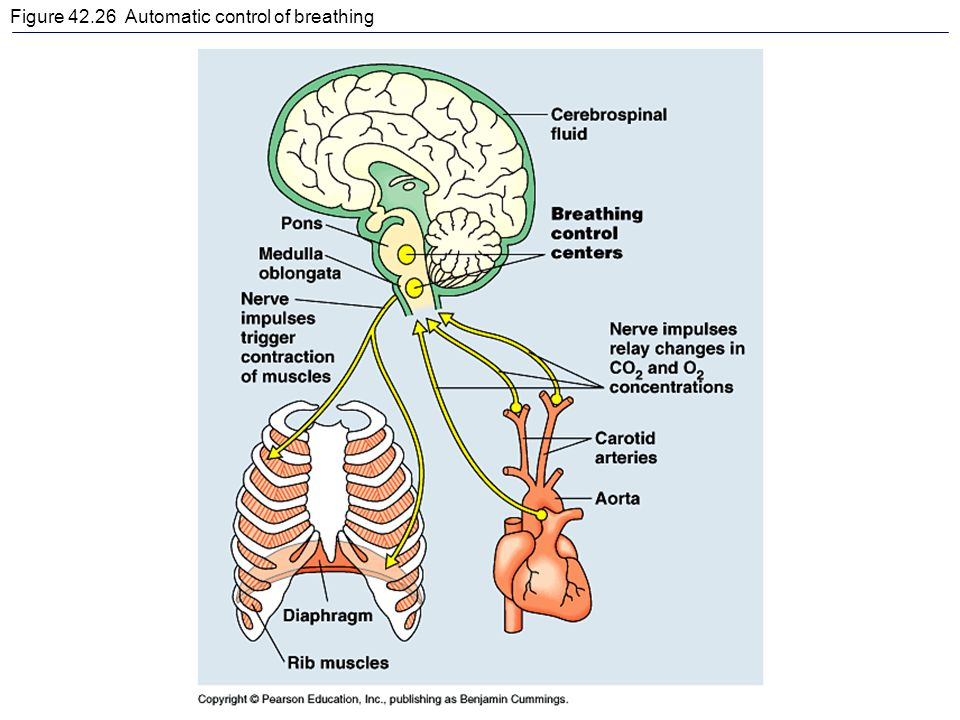 Figure 42.26 Automatic control of breathing
Cerebrospinal
fluid
Pons
Breathing
control
centers
Medulla
oblongata
Nerve
impulses
trigger
contraction
of muscles
Nerve impulses
relay changes in
CO2 and O2
concentrations
Carotid
arteries
Aorta
Diaphragm
Rib muscles
Copyright © Pearson Education, Inc., publishing as Benjamin Cummings.